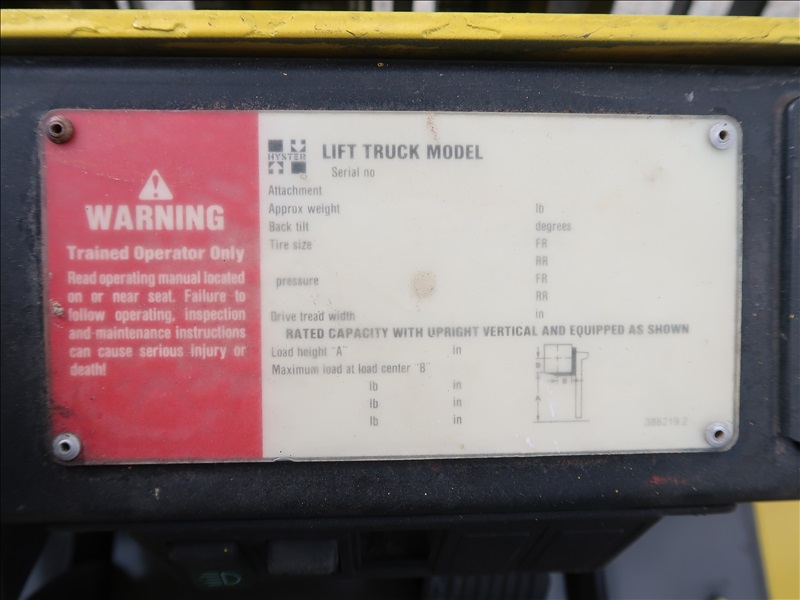 WARNING
Trained Operator Only
Read operating manual located
on or near seat. Failure to
follow operating, inspection
and maintenance instructions
can cause serious injury or
death!
HYSTER
LIFT TRUCK MODEL
Serial no
Attachment
Approx weight lb
Back tilt degrees
Tire size FR
RR
pressure FR
RR
Drive tread width in
RATED CAPACITY WITH UPRIGHT VERTICAL AND EQUIPPED AS SHOWN
Load height "A" in
Maximum load at load center "B"
lb in
lb in
lb in
B
B
A